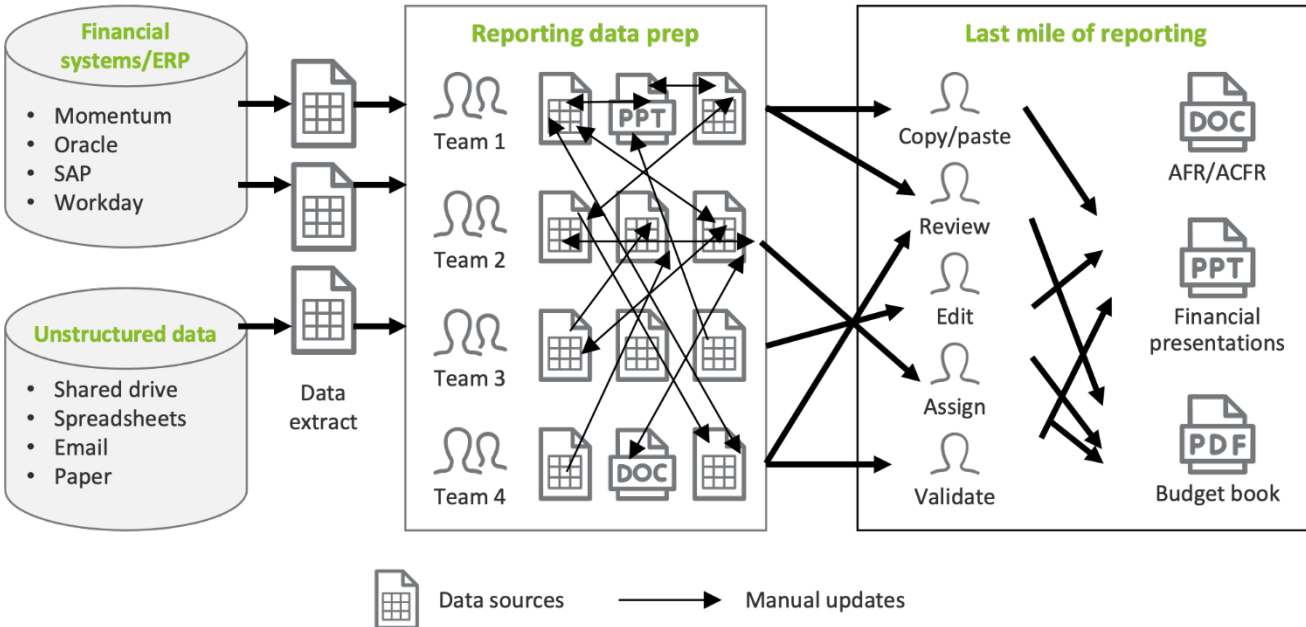 Financial
systems/ERP
• Momentum
• Oracle
• SAP
• Workday
Unstructured data
• Shared drive
• Spreadsheets
• Email
• Paper
Data
extract
Reporting data prep
Team 1
PPT
Team 2
Team 3
Team 4
DOC
Last mile of reporting
Copy/paste
Review
Edit
Assign
Validate
DOC
AFR/ACFR
PPT
Financial
presentations
PDF
Budget book
Data sources
Manual updates